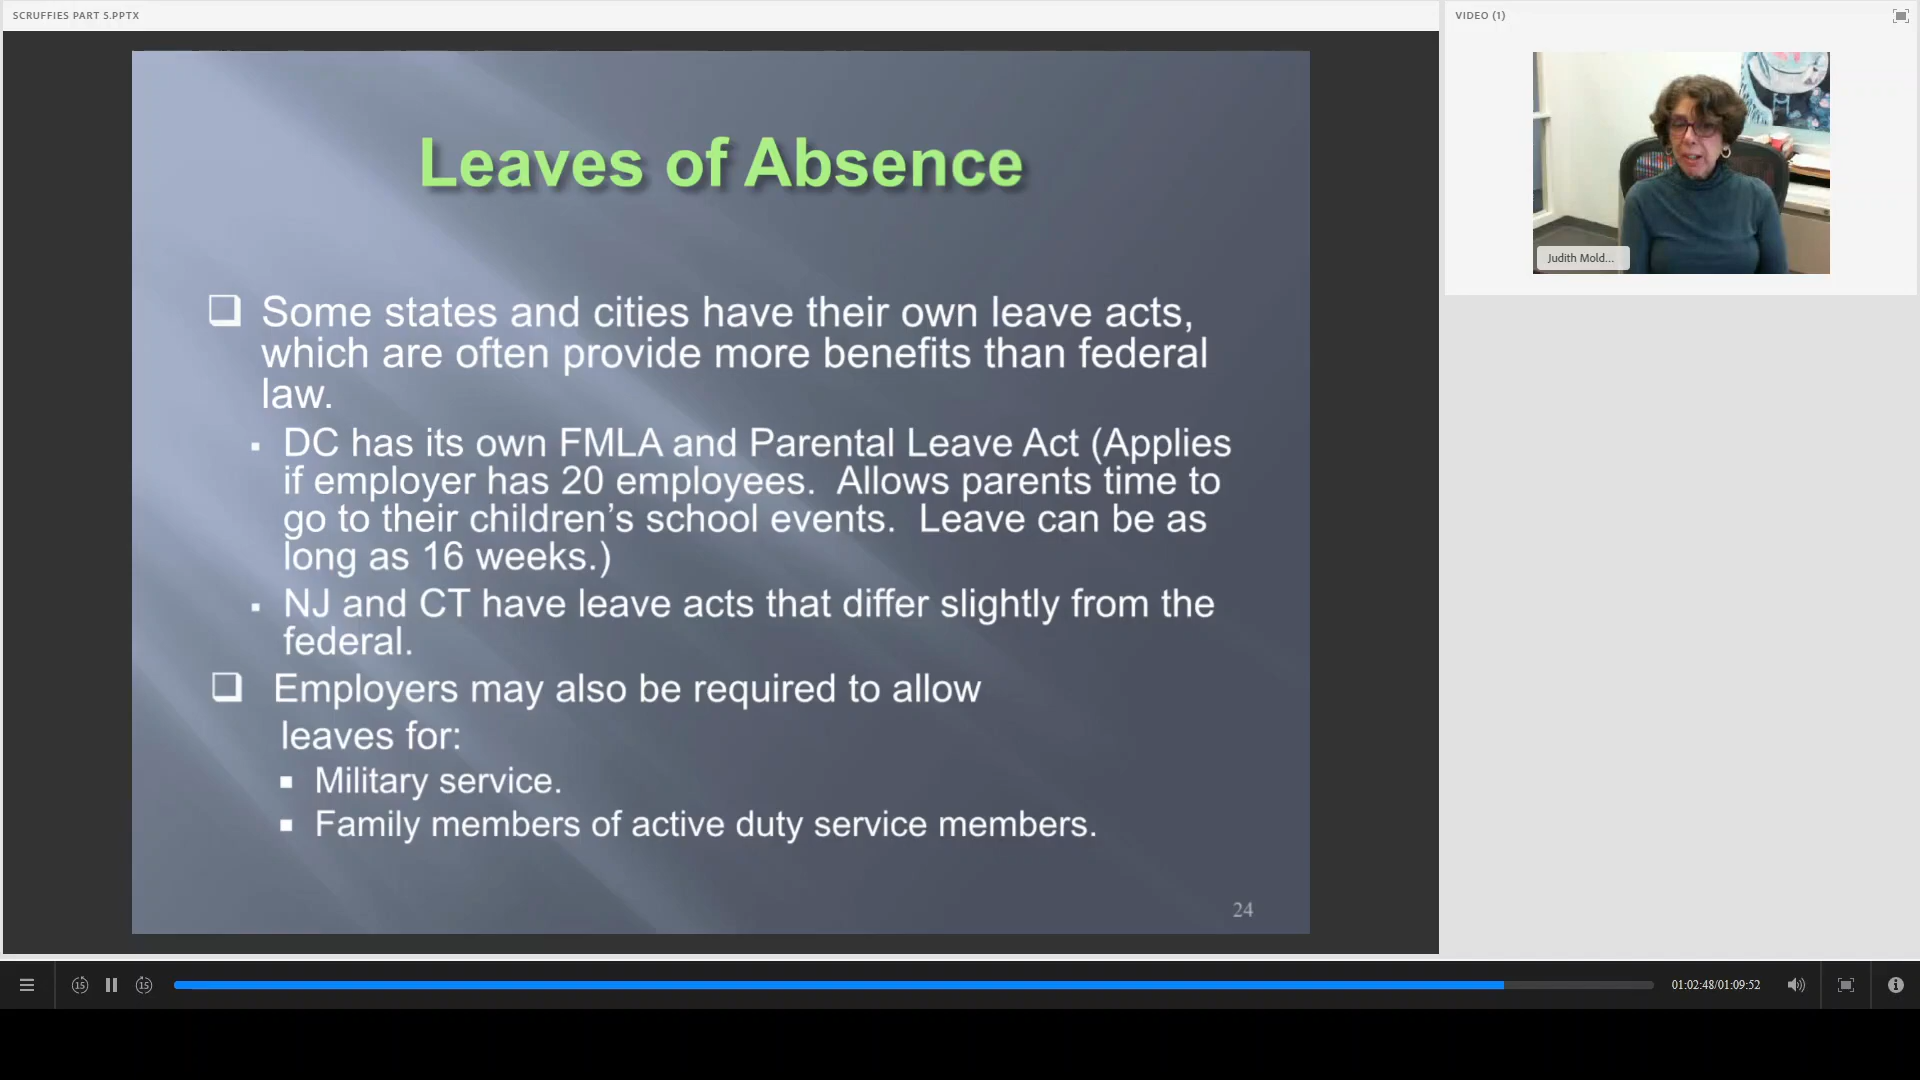 SCRUFFIES PART 5.PPTX
VIDEO (1)
Leaves of Absence
❑ Some states and cities have their own leave acts,
which are often provide more benefits than federal
law.
▪ DC has its own FMLA and Parental Leave Act (Applies
if employer has 20 employees.  Allows parents time to
go to their children’s school events.  Leave can be as
long as 16 weeks.)
▪ NJ and CT have leave acts that differ slightly from the
federal.
❑ Employers may also be required to allow
leaves for:
▪ Military service.
▪ Family members of active duty service members.
24
Judith Mold...
15
15
01:02:48/01:09:52